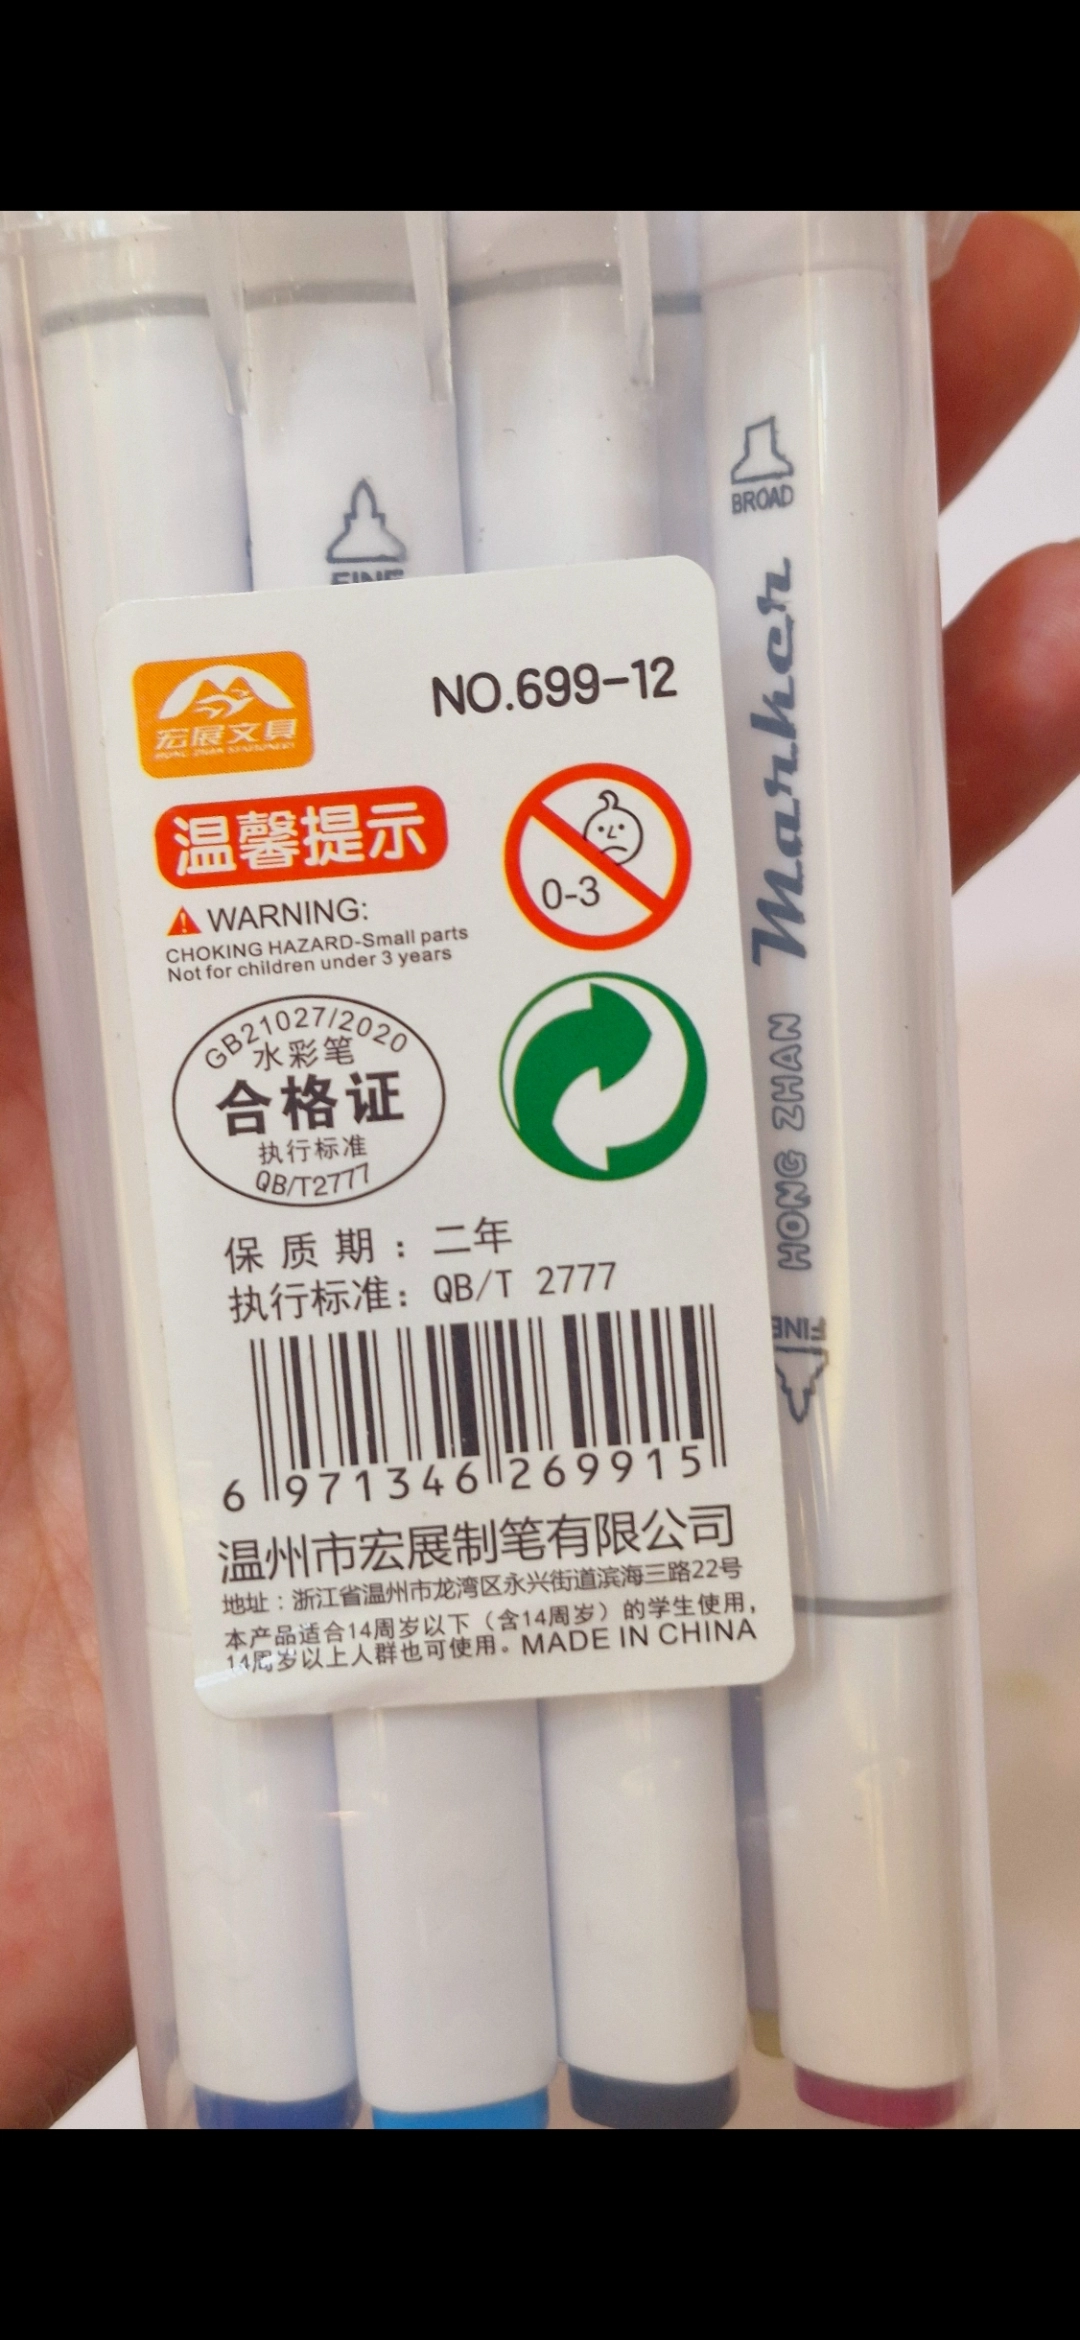 BROAD
FINE
Marker
HONG ZHAN
FINE
宏展文具
HONG ZHAN STATIONERY
NO.699-12
温馨提示
0-3
WARNING:
CHOKING HAZARD-Small parts
Not for children under 3 years
GB21027/2020
水彩笔
合格证
执行标准
QB/T2777
保质期：二年
执行标准：QB/T 2777
6 971346 269915
温州市宏展制笔有限公司
地址：浙江省温州市龙湾区永兴街道滨海三路22号
本产品适合14周岁以下（含14周岁）的学生使用，
14周岁以上人群也可使用。MADE IN CHINA